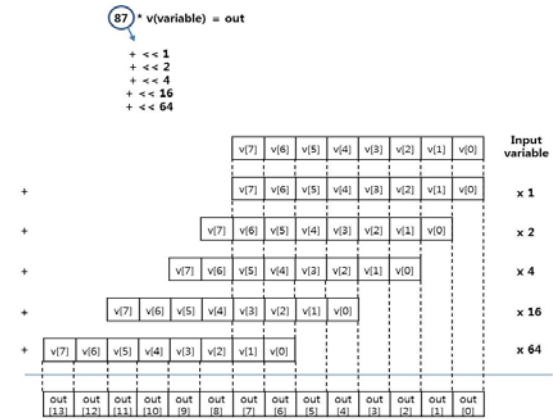 87 * v(variable) = out
+ << 1
+ << 2
+ << 4
+ << 16
+ << 64
v[7] v[6] v[5] v[4] v[3] v[2] v[1] v[0] Input variable
+ v[7] v[6] v[5] v[4] v[3] v[2] v[1] v[0] x 1
+ v[7] v[6] v[5] v[4] v[3] v[2] v[1] v[0] x 2
+ v[7] v[6] v[5] v[4] v[3] v[2] v[1] v[0] x 4
+ v[7] v[6] v[5] v[4] v[3] v[2] v[1] v[0] x 16
+ v[7] v[6] v[5] v[4] v[3] v[2] v[1] v[0] x 64
out out out out out out out out out out out out out out
[13] [12] [11] [10] [9] [8] [7] [6] [5] [4] [3] [2] [1] [0]